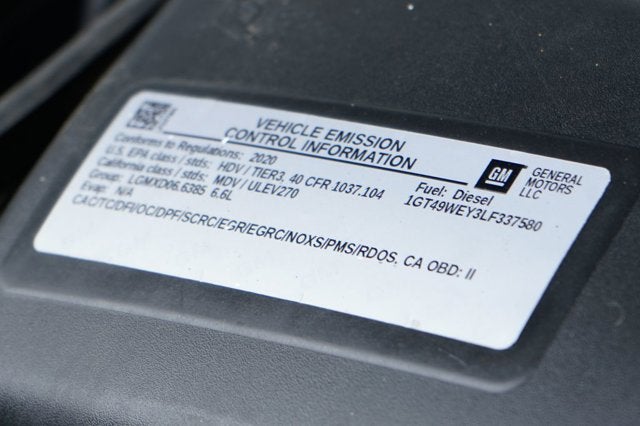 VEHICLE EMISSION
CONTROL INFORMATION
GM
GENERAL
MOTORS
LLC
Conforms to Regulations: 2020
U.S. EPA class / stds: HDV / TIER3, 40 CFR 1037.104
California class / stds: MDV / ULEV270
Group: LGMXD06.6385 6.6L
Evap: N/A
CAC/TC/DFI/OC/DPF/SCRC/EGR/EGRC/NOXS/PMS/RDQS, CA OBD: II
Fuel: Diesel
1GT49WEY3LF337580